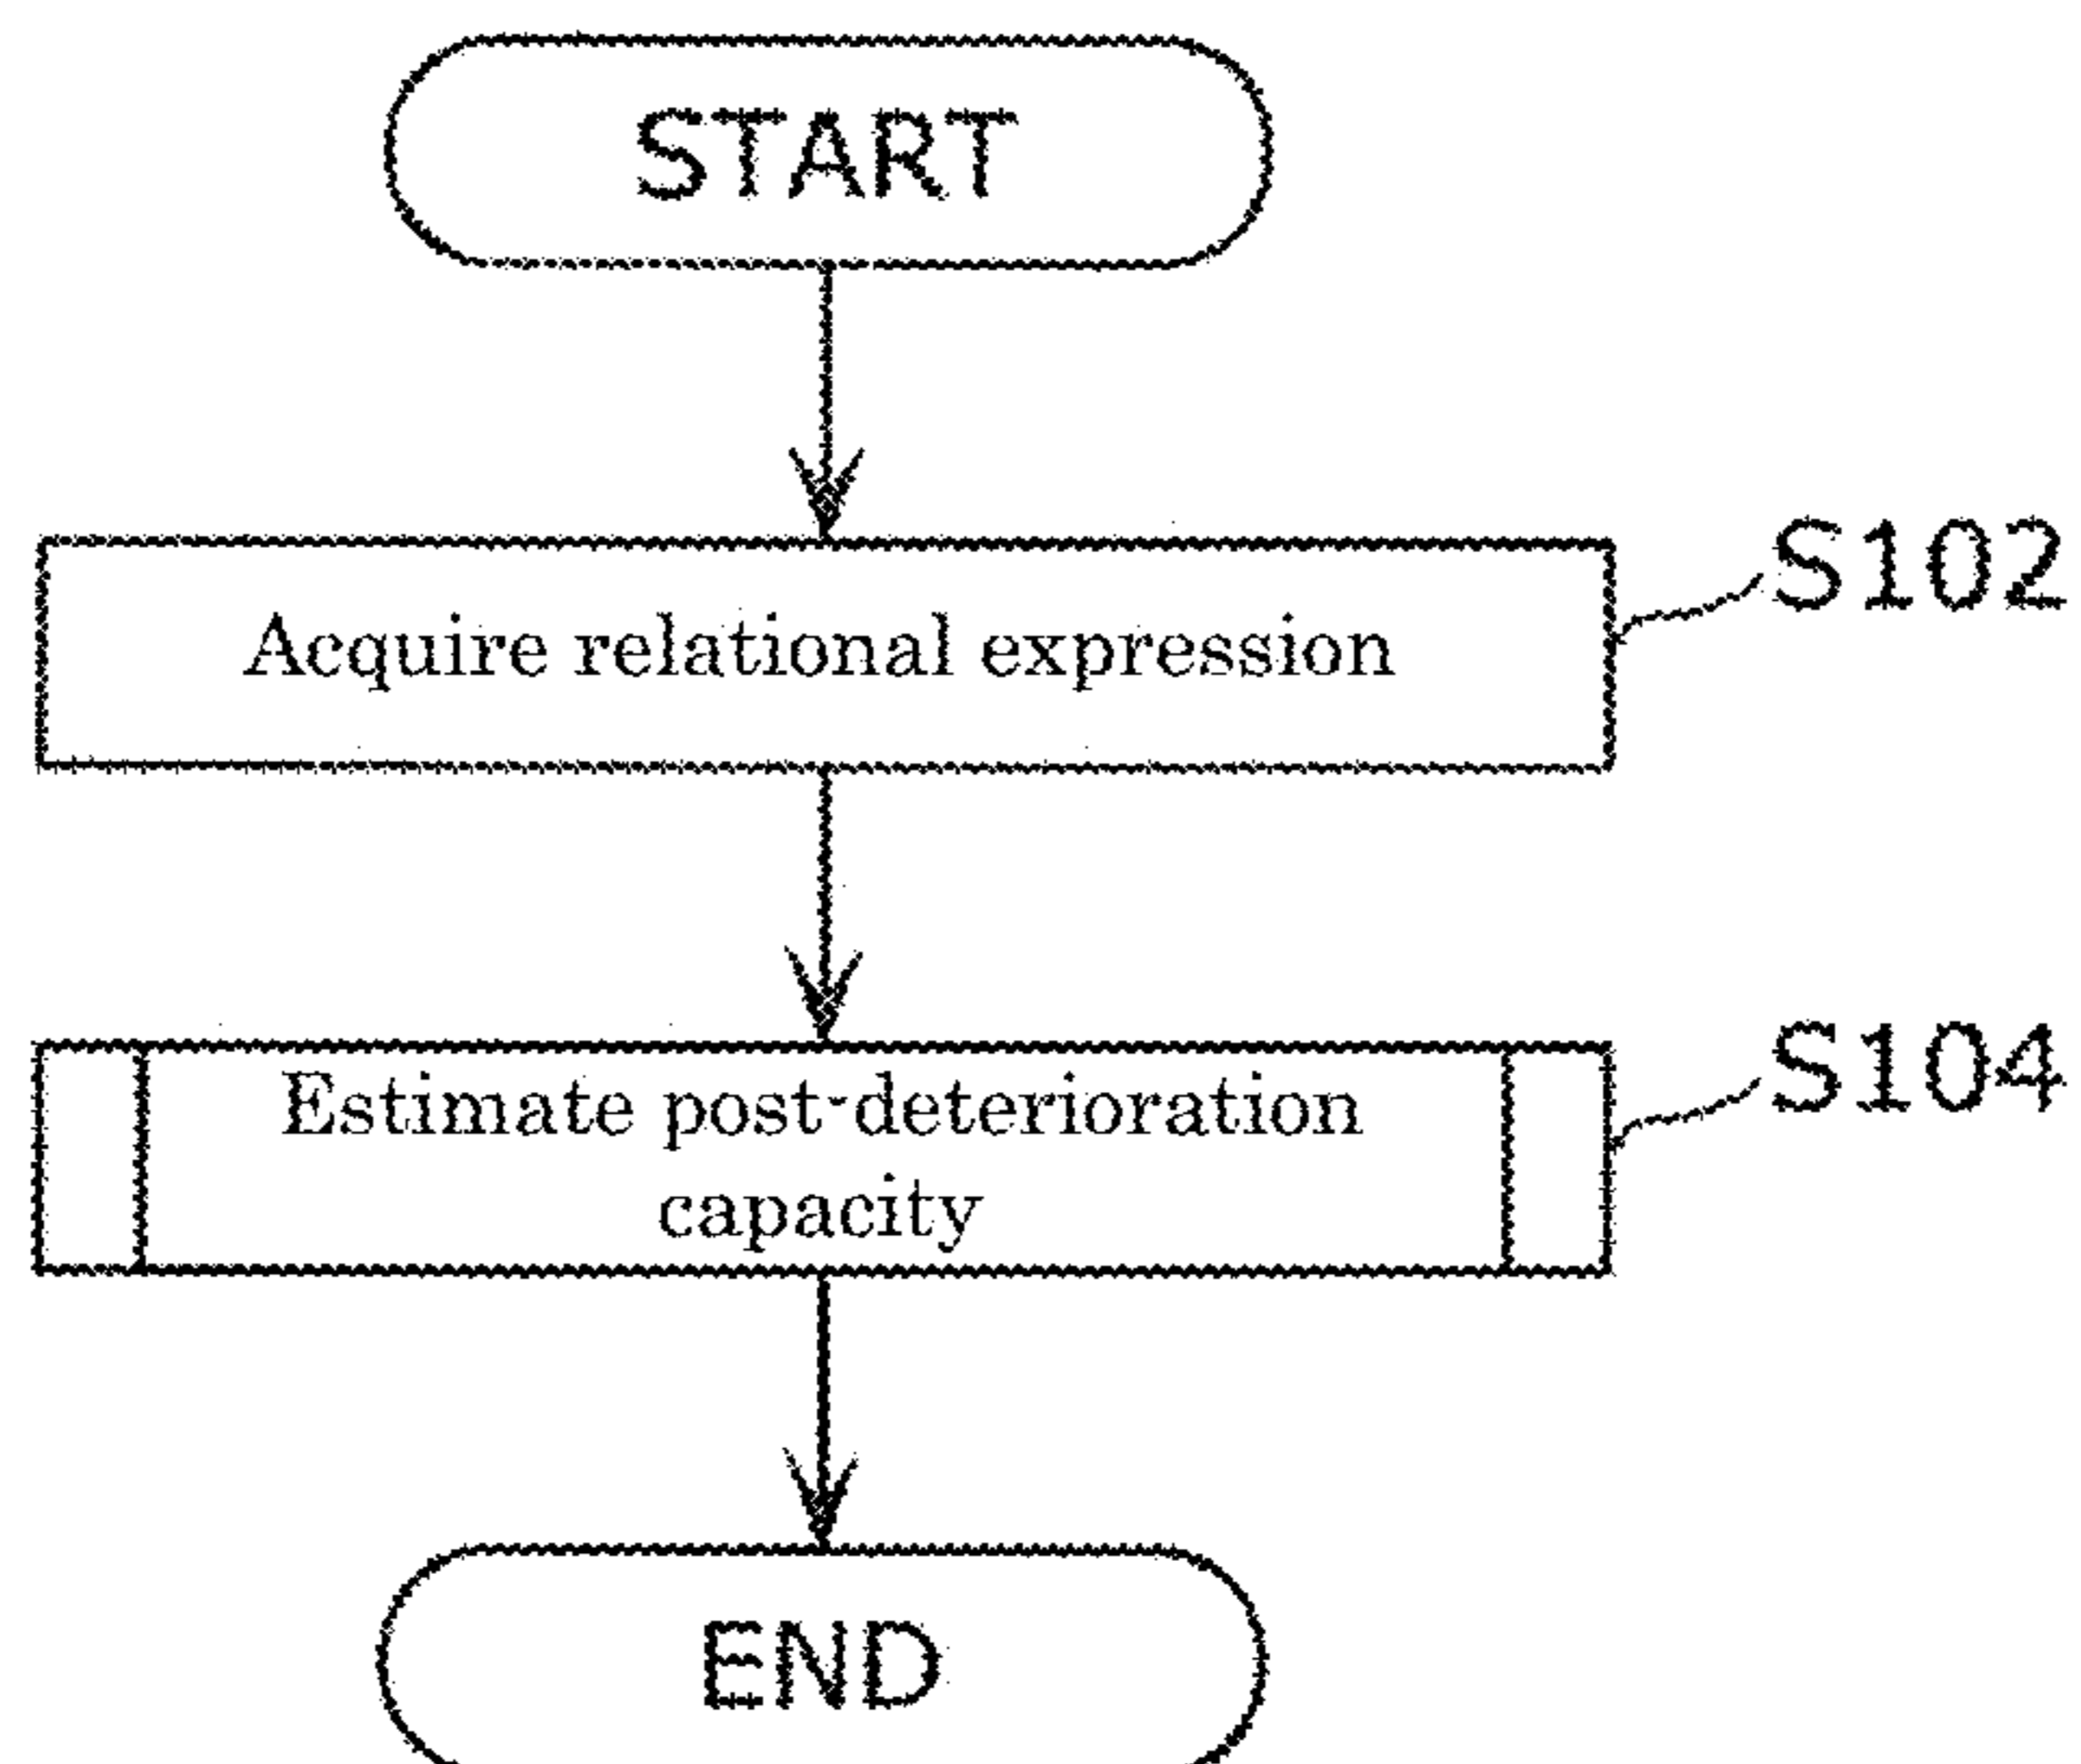 START
Acquire relational expression
S102
Estimate post-deterioration
capacity
S104
END